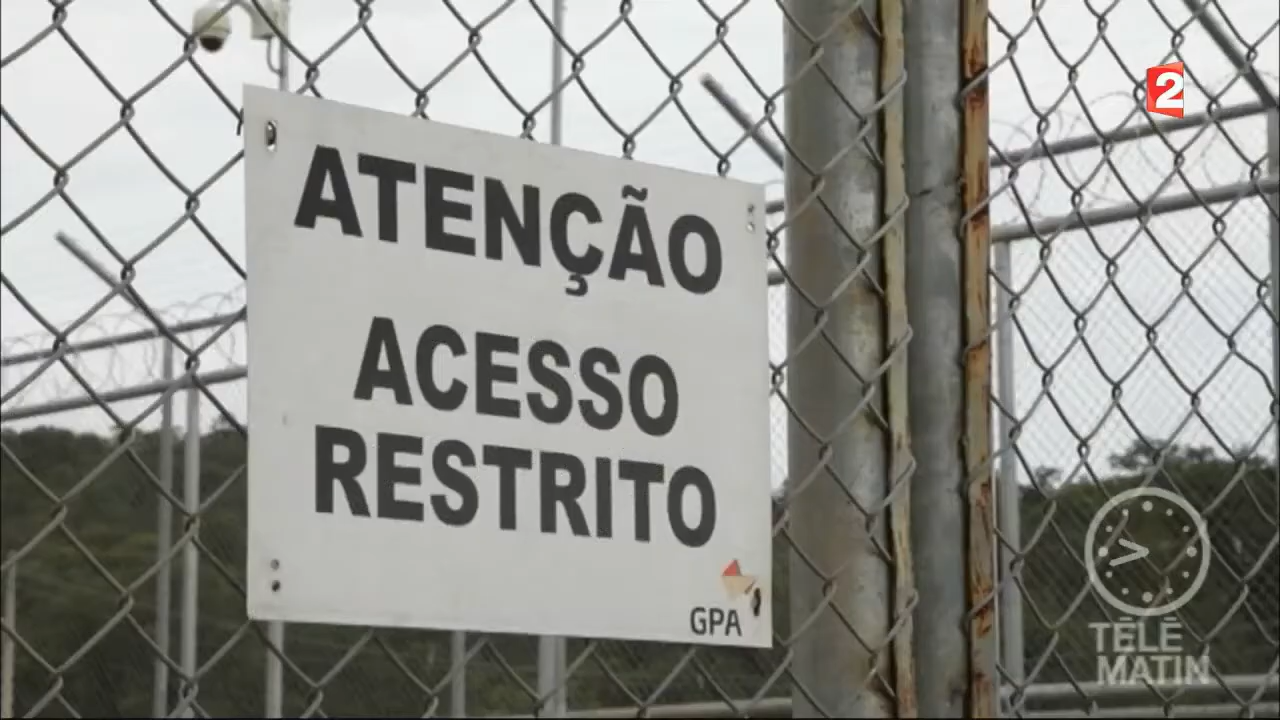 2
ATENÇÃO
ACESSO
RESTRITO
GPA
TÉLÉ
MATIN